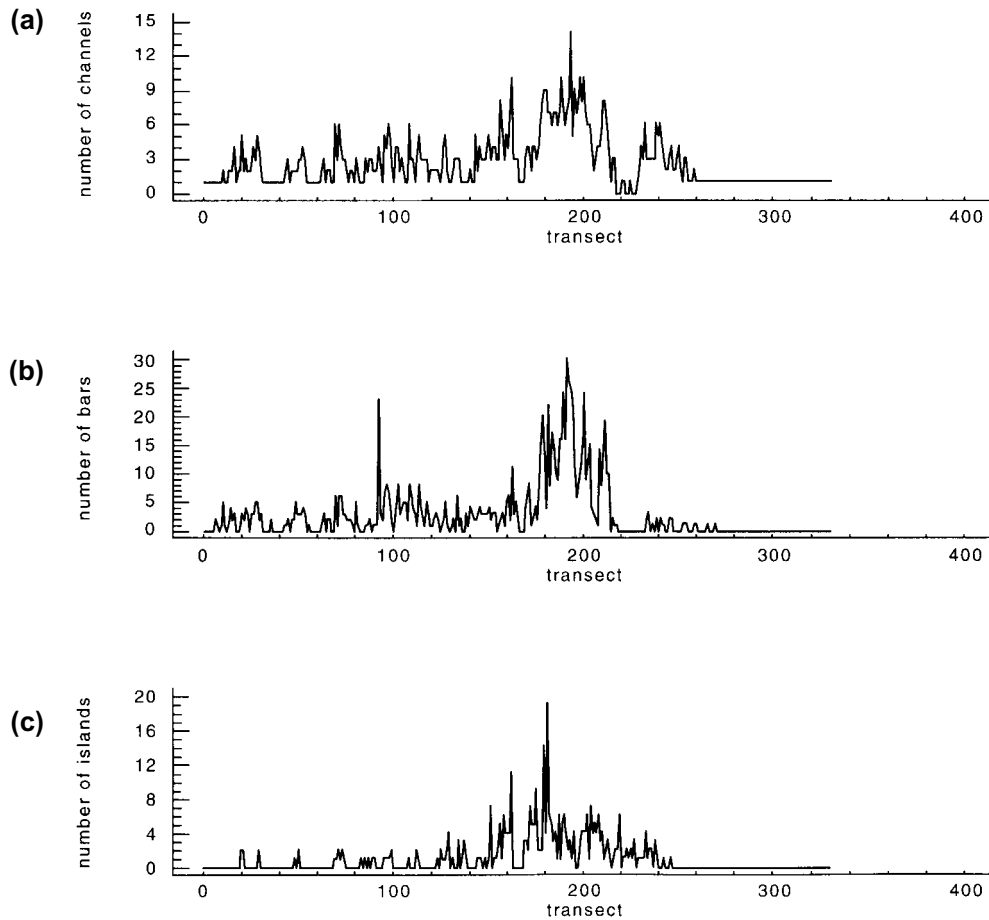 (a)
number of channels
15
12
9
6
3
0
0 100 200 300 400
transect
(b)
number of bars
30
25
20
15
10
5
0
0 100 200 300 400
transect
(c)
number of islands
20
16
12
8
4
0
0 100 200 300 400
transect